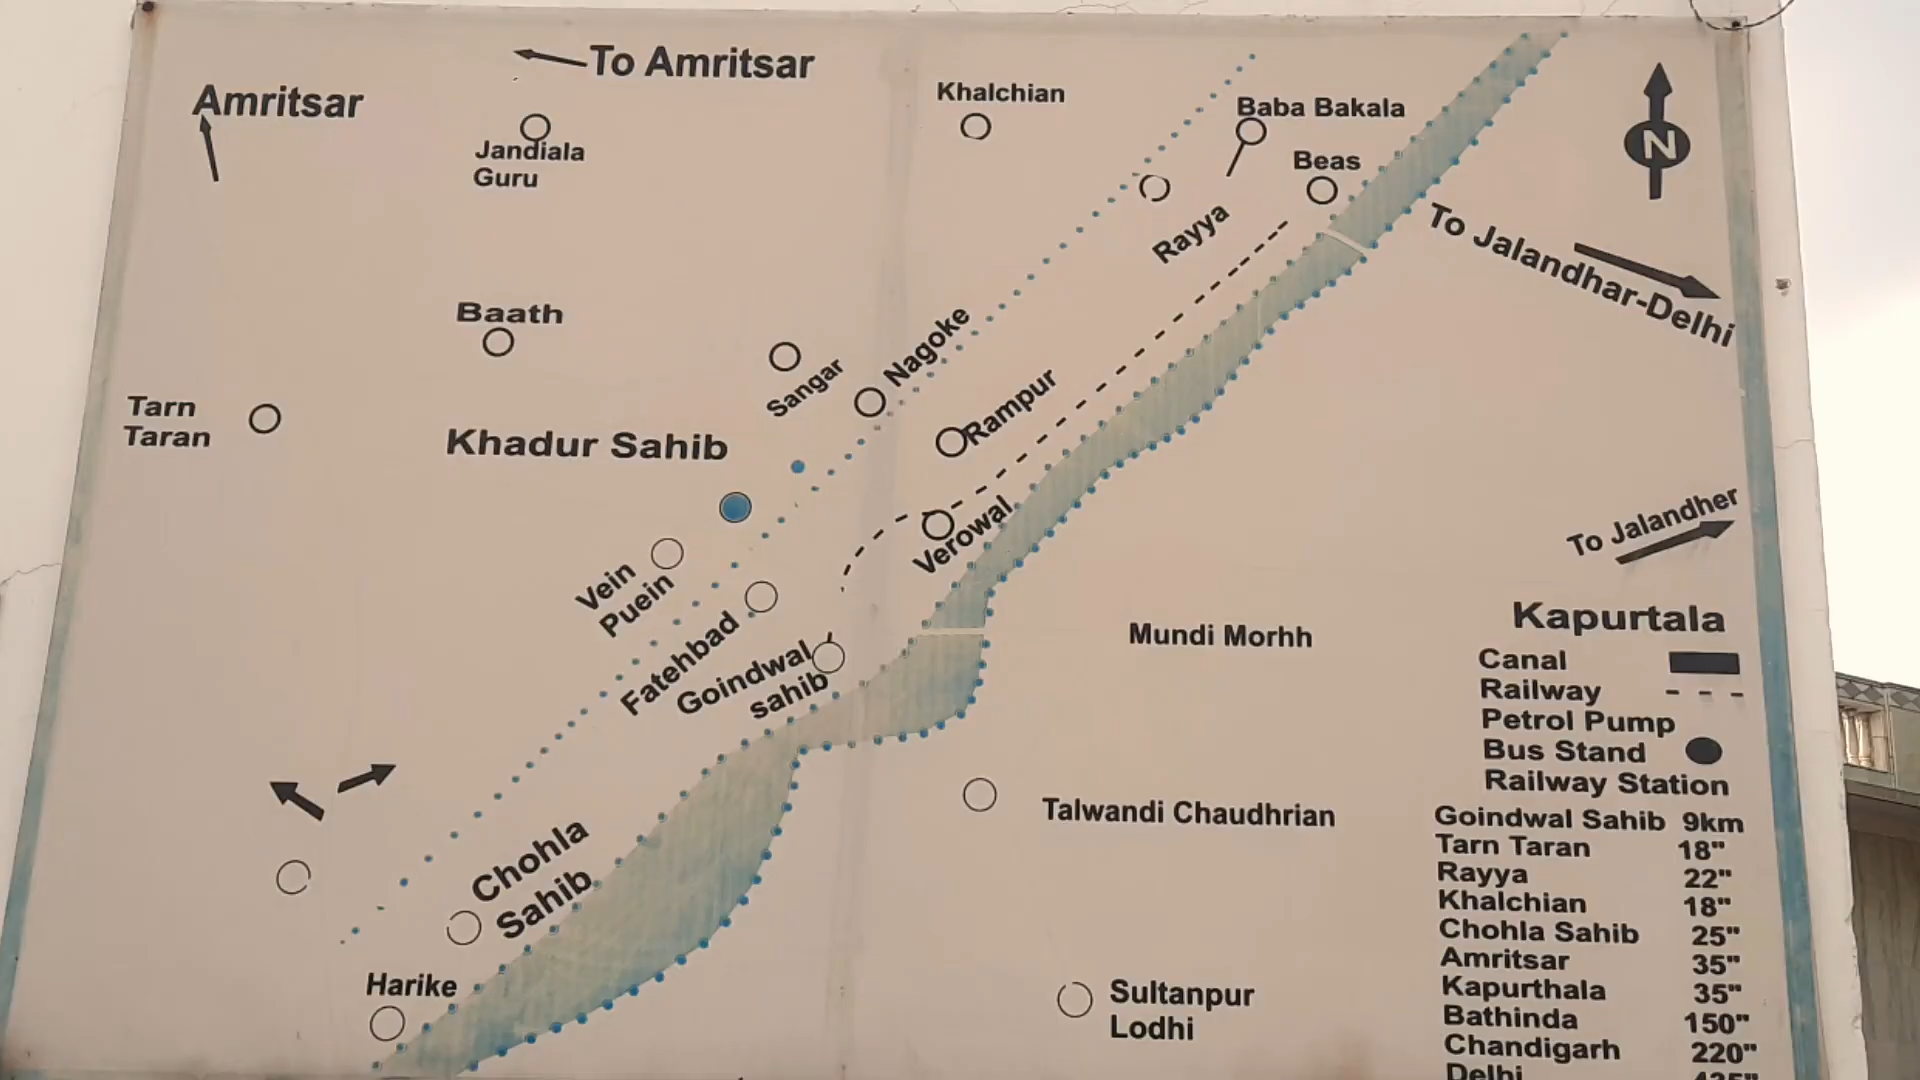 To Amritsar
Amritsar
Jandiala
Guru
Khalchian
Baba Bakala
Beas
N
Rayya
To Jalandhar-Delhi
Baath
Sangar
Nagoke
Rampur
Tarn
Taran
Khadur Sahib
Verowal
To Jalandher
Vein
Puein
Fatehbad
Goindwal
sahib
Mundi Morhh
Kapurtala
Canal
Railway
Petrol Pump
Bus Stand
Railway Station
Talwandi Chaudhrian
Chohla
Sahib
Harike
Sultanpur
Lodhi
Goindwal Sahib 9km
Tarn Taran 18"
Rayya 22"
Khalchian 18"
Chohla Sahib 25"
Amritsar 35"
Kapurthala 35"
Bathinda 150"
Chandigarh 220"
Delhi